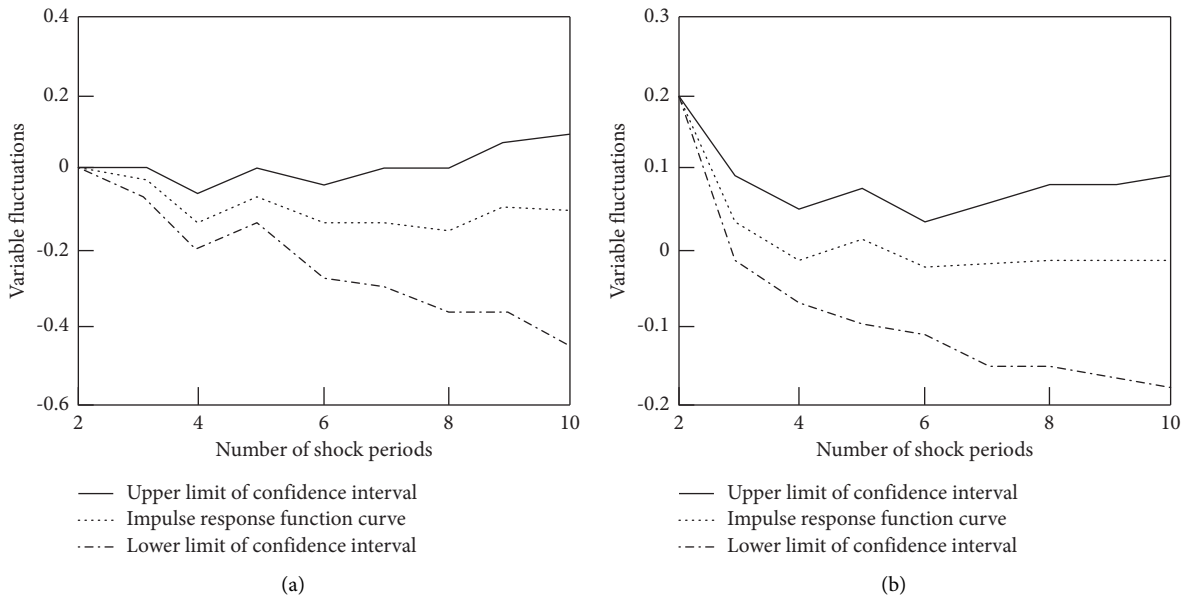 0.4
0.2
0
-0.2
-0.4
-0.6
2
4
6
8
10
Variable fluctuations
Number of shock periods
Upper limit of confidence interval
Impulse response function curve
Lower limit of confidence interval
(a)
0.3
0.2
0.1
0
-0.1
-0.2
2
4
6
8
10
Variable fluctuations
Number of shock periods
Upper limit of confidence interval
Impulse response function curve
Lower limit of confidence interval
(b)